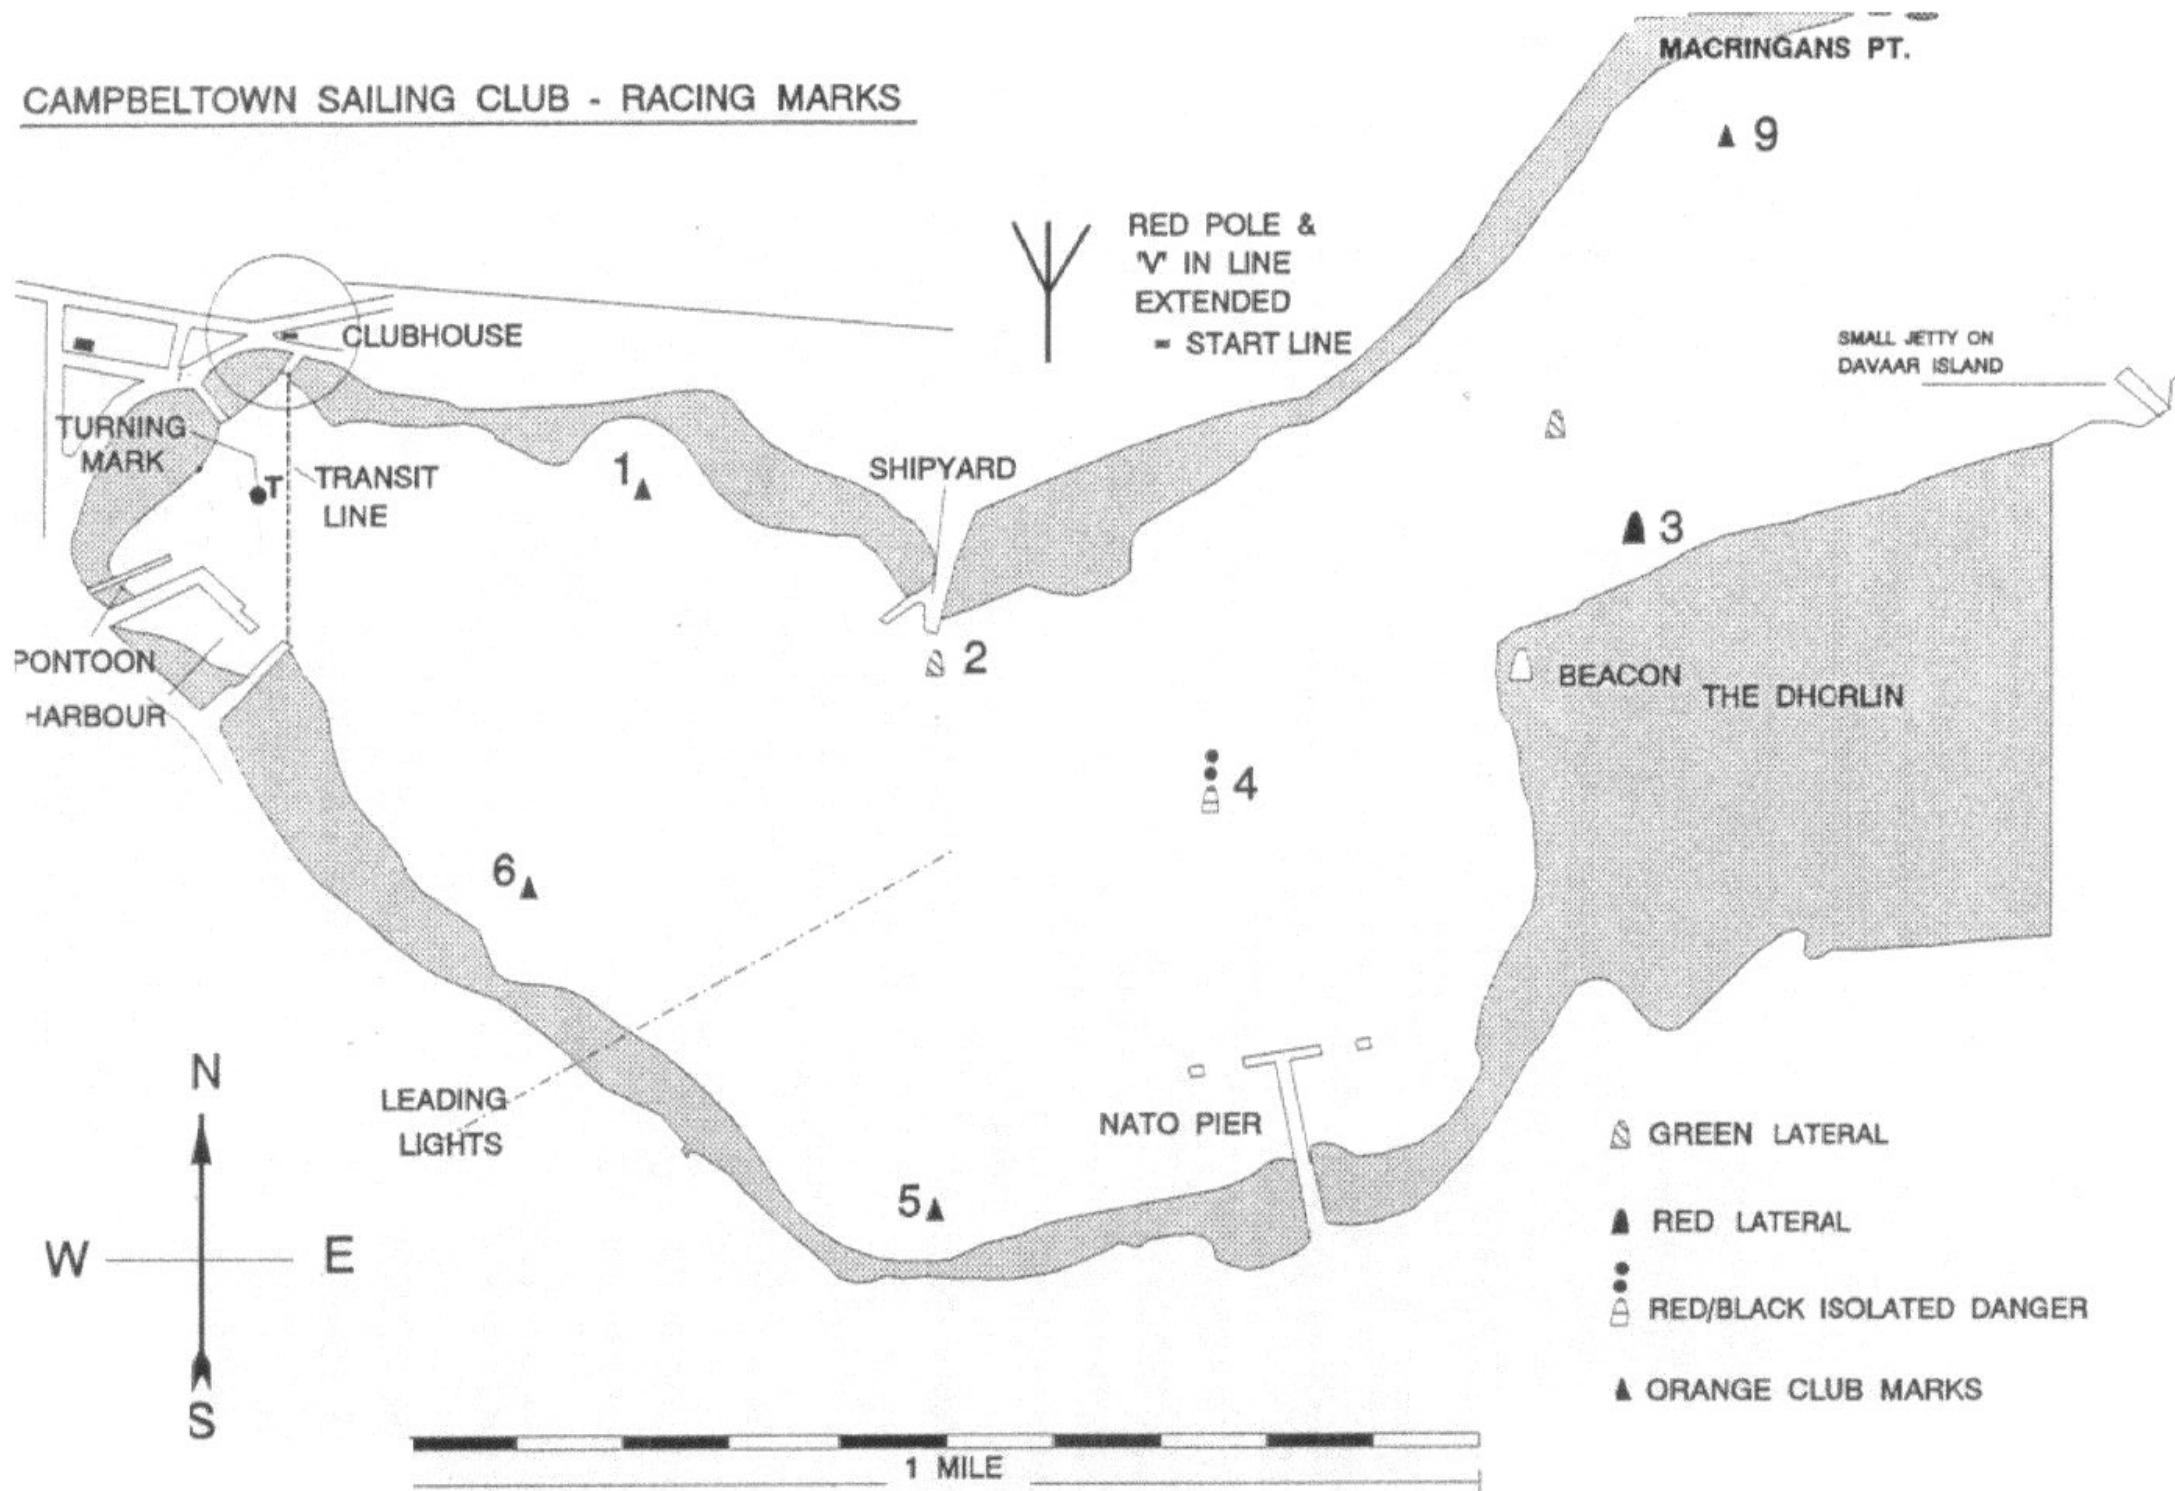 MACRINGANS PT.
CAMPBELTOWN SAILING CLUB - RACING MARKS
9
RED POLE &
'V' IN LINE
EXTENDED
= START LINE
CLUBHOUSE
SMALL JETTY ON
DAVAAR ISLAND
TURNING
MARK
T
TRANSIT
LINE
1
SHIPYARD
3
2
PONTOON
HARBOUR
BEACON
THE DHORLIN
4
6
LEADING
LIGHTS
NATO PIER
5
N
W
E
S
GREEN LATERAL
RED LATERAL
RED/BLACK ISOLATED DANGER
ORANGE CLUB MARKS
1 MILE